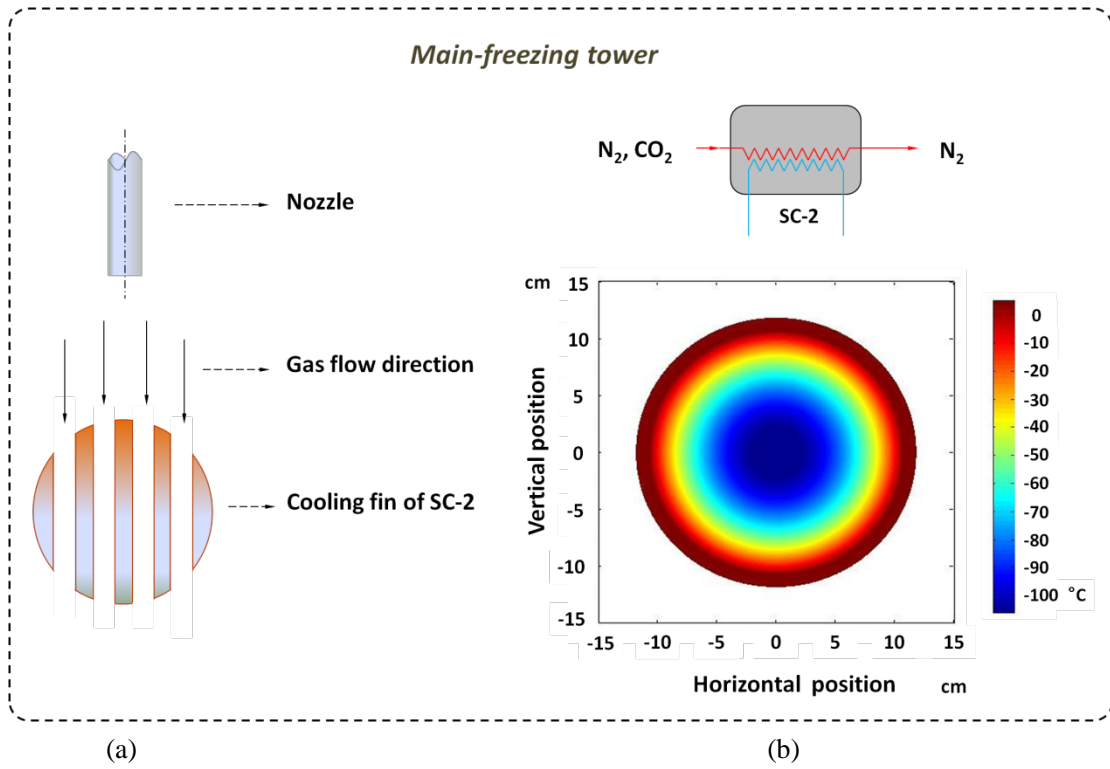 Main-freezing tower
Nozzle
Gas flow direction
Cooling fin of SC-2
N₂, CO₂
N₂
SC-2
cm
15
10
5
0
-5
-10
-15
Vertical position
-15 -10 -5 0 5 10 15
Horizontal position cm
0
-10
-20
-30
-40
-50
-60
-70
-80
-90
-100 °C
(a)
(b)